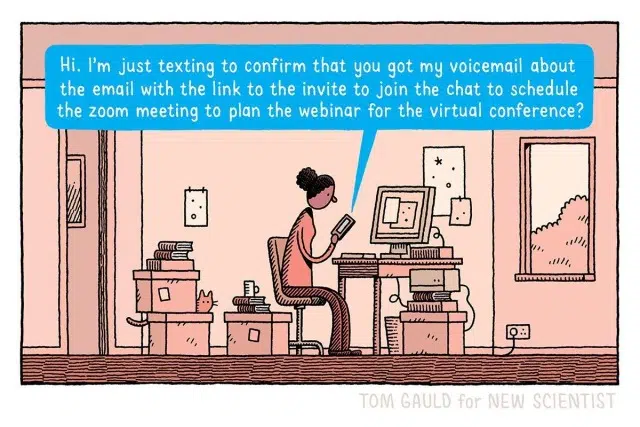 Hi. I'm just texting to confirm that you got my voicemail about
the email with the link to the invite to join the chat to schedule
the zoom meeting to plan the webinar for the virtual conference?
TOM GAULD for NEW SCIENTIST